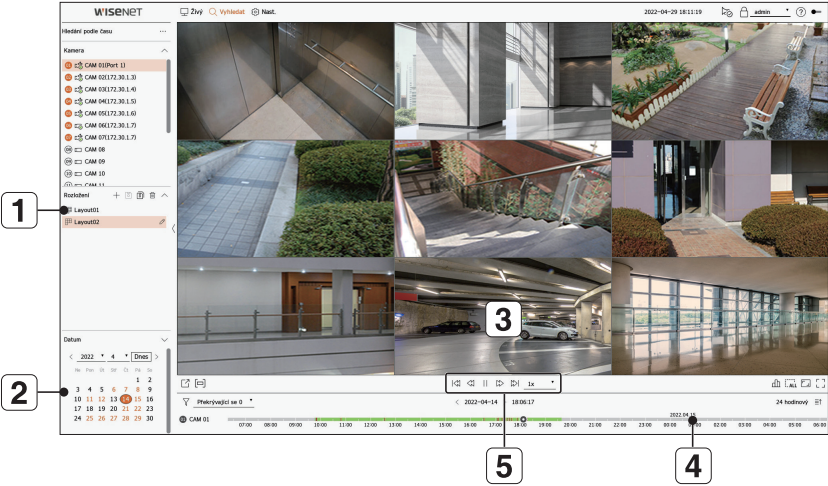 WISENET
Živý Vyhledat Nast.
2022-04-29 18:11:19 admin
Hledání podle času
Kamera
CAM 01(Port 1)
CAM 02(172.30.1.3)
CAM 03(172.30.1.4)
CAM 04(172.30.1.5)
CAM 05(172.30.1.6)
CAM 06(172.30.1.7)
CAM 07(172.30.1.7)
CAM 08
CAM 09
CAM 10
CAM 11
Rozložení
1
Layout01
Layout02
Datum
2022 4 Dnes
Ne Pon Út Stř Čt Pá So
1 2
3 4 5 6 7 8 9
10 11 12 13 14 15 16
17 18 19 20 21 22 23
24 25 26 27 28 29 30
2
3
1x
ALL
Překrývající se 0
2022-04-14 18:06:17
24 hodinový
CAM 01
2022.04.15
07:00 08:00 09:00 10:00 11:00 12:00 13:00 14:00 15:00 16:00 17:00 18:00 19:00 20:00 21:00 22:00 23:00 00:00 01:00 02:00 03:00 04:00 05:00 06:00
5
4